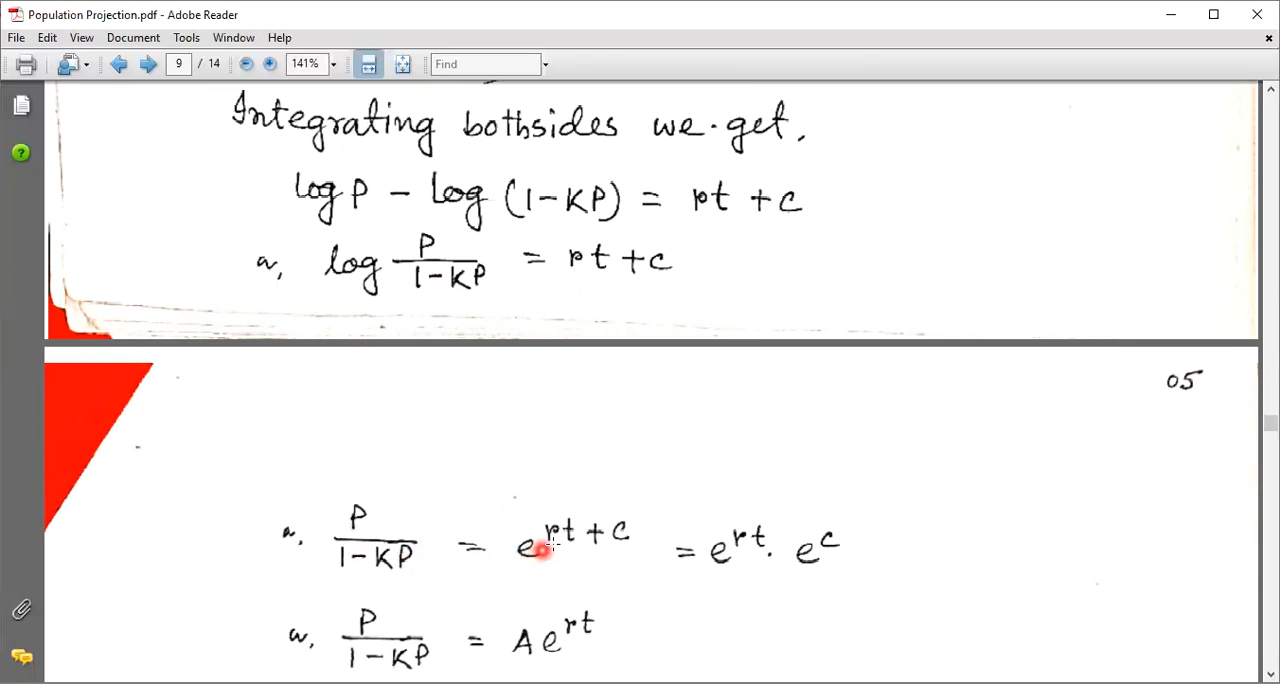 Population Projection.pdf - Adobe Reader
File Edit View Document Tools Window Help
9 / 14 141% Find
Integrating bothsides we get.
log P - log (1-KP) = rt + c
or, log P/(1-KP) = rt + c
05
or, P/(1-KP) = e^(rt + c) = e^(rt). e^c
or, P/(1-KP) = A e^(rt)